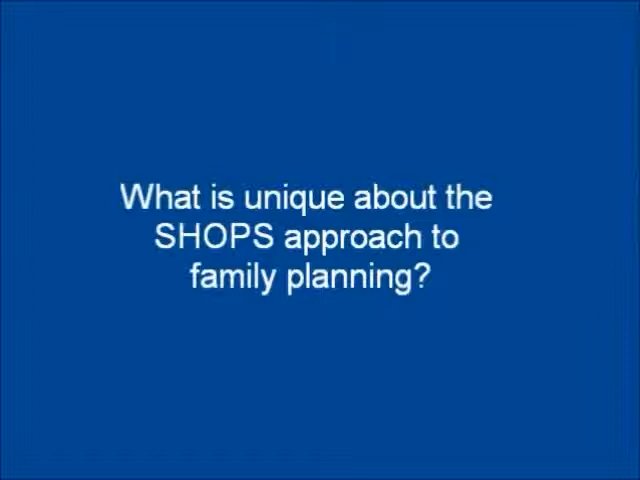 What is unique about the
SHOPS approach to
family planning?